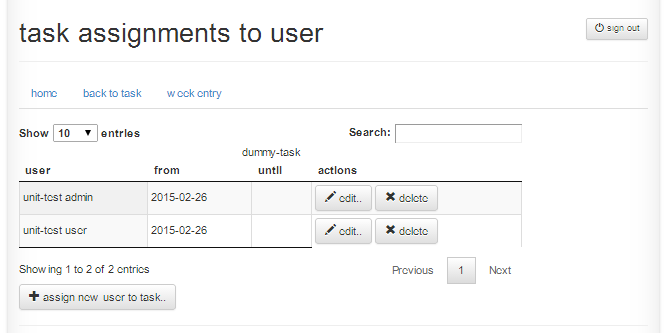 task assignments to user
sign out
home back to task week entry
Show 10 entries Search:
dummy-task
user from until actions
unit-test admin 2015-02-26 edit.. delete
unit-test user 2015-02-26 edit.. delete
Showing 1 to 2 of 2 entries Previous 1 Next
assign new user to task..